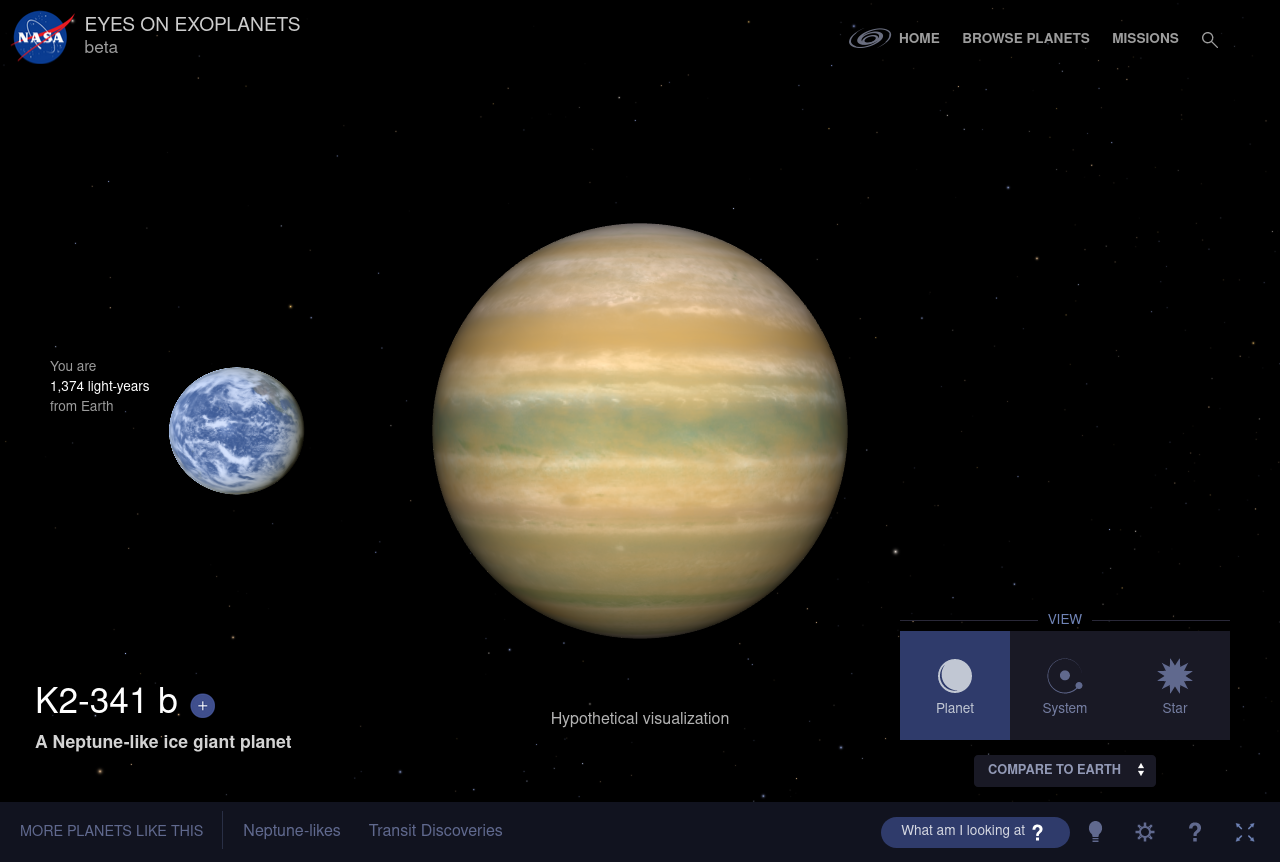 NASA
EYES ON EXOPLANETS
beta
HOME
BROWSE PLANETS
MISSIONS
You are
1,374 light-years
from Earth
K2-341 b +
A Neptune-like ice giant planet
Hypothetical visualization
VIEW
Planet
System
Star
COMPARE TO EARTH
MORE PLANETS LIKE THIS
Neptune-likes
Transit Discoveries
What am I looking at ?
?